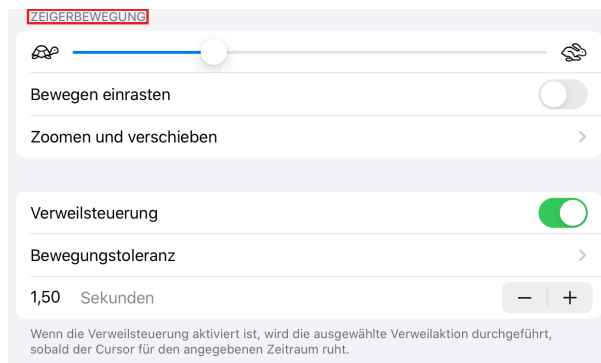 ZEIGERBEWEGUNG
Bewegen einrasten
Zoomen und verschieben
Verweilsteuerung
Bewegungstoleranz
1,50 Sekunden
Wenn die Verweilsteuerung aktiviert ist, wird die ausgewählte Verweilaktion durchgeführt,
sobald der Cursor für den angegebenen Zeitraum ruht.